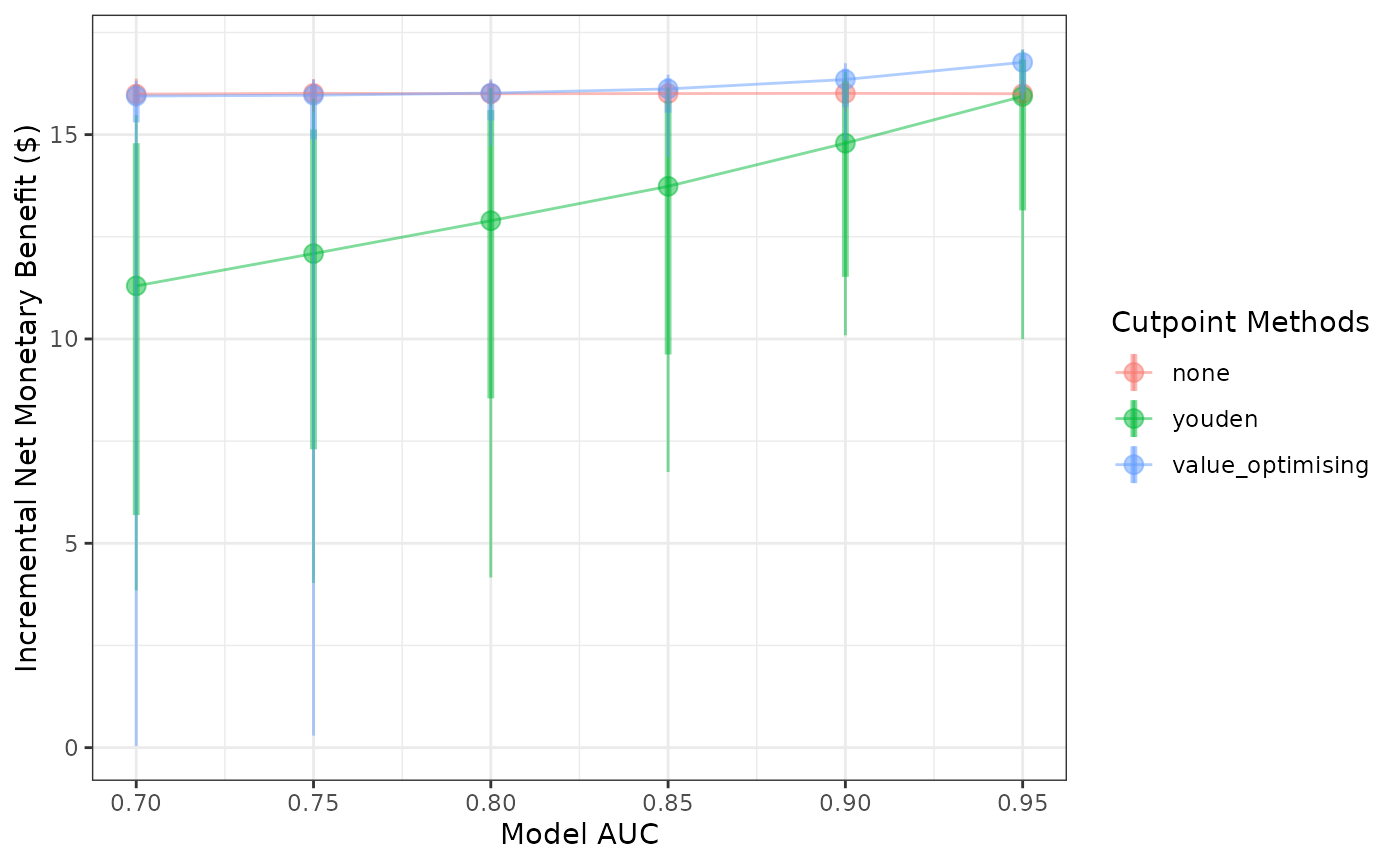 Incremental Net Monetary Benefit ($)
15
10
5
0
0.70 0.75 0.80 0.85 0.90 0.95
Model AUC
Cutpoint Methods
none
youden
value_optimising